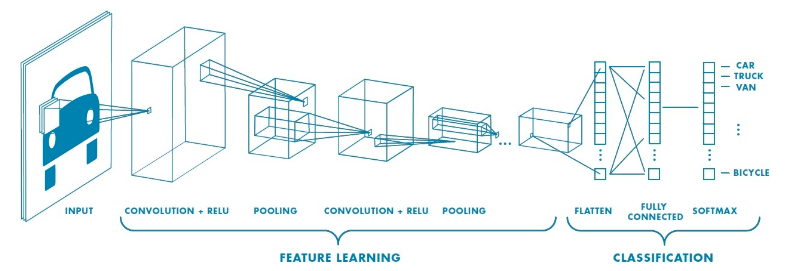 CAR
TRUCK
VAN
BICYCLE
INPUT
CONVOLUTION + RELU
POOLING
CONVOLUTION + RELU
POOLING
FLATTEN
FULLY
CONNECTED
SOFTMAX
FEATURE LEARNING
CLASSIFICATION